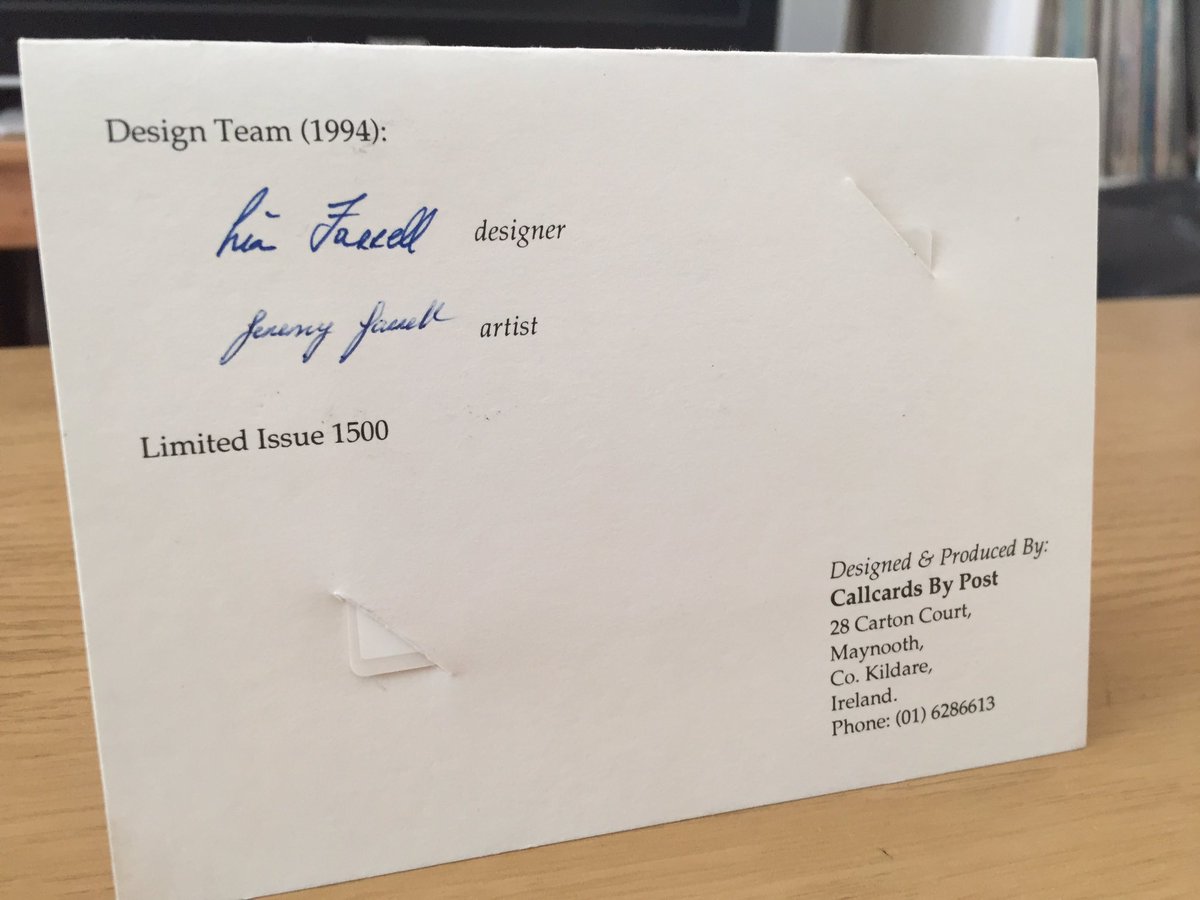 Design Team (1994):
Lia Farrell designer
Jeremy Farrell artist
Limited Issue 1500
Designed & Produced By:
Callcards By Post
28 Carton Court,
Maynooth,
Co. Kildare,
Ireland.
Phone: (01) 6286613